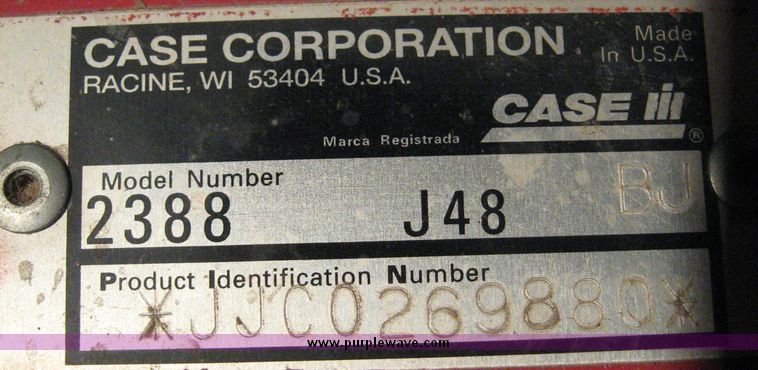 CASE CORPORATION
RACINE, WI 53404 U.S.A.
Made
In U.S.A.
CASE IH
®
Marca Registrada
Model Number
2388 J48 BJ
Product Identification Number
*JJC0269880*
www.purplewave.com